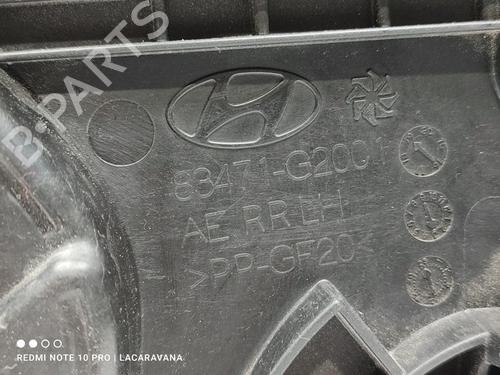 B-PARTS
83471-G2001
AE RR LH
>PP-GF20<
REDMI NOTE 10 PRO | LACARAVANA